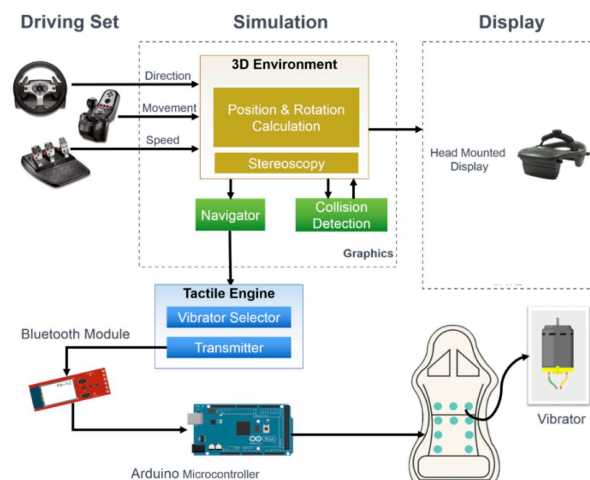 Driving Set
Simulation
Display
Direction
Movement
Speed
3D Environment
Position & Rotation
Calculation
Stereoscopy
Navigator
Collision
Detection
Graphics
Head Mounted
Display
Tactile Engine
Vibrator Selector
Transmitter
Bluetooth Module
Vibrator
Arduino Microcontroller